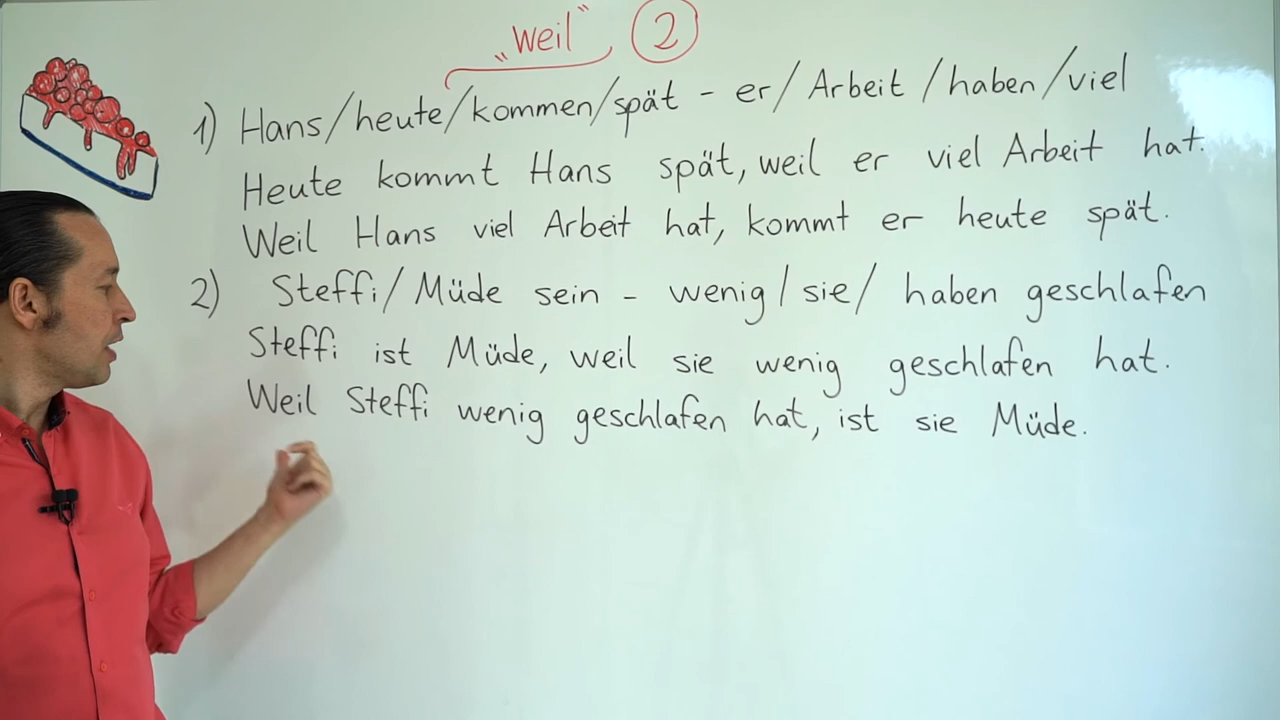 „Weil“ 2
1) Hans/heute/kommen/spät - er/ Arbeit /haben/viel
Heute kommt Hans spät, weil er viel Arbeit hat.
Weil Hans viel Arbeit hat, kommt er heute spät.
2) Steffi/ Müde sein - wenig/ sie/ haben geschlafen
Steffi ist Müde, weil sie wenig geschlafen hat.
Weil Steffi wenig geschlafen hat, ist sie Müde.